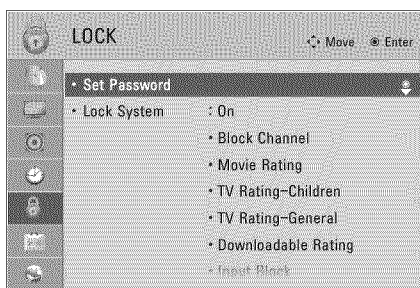 LOCK
Move Enter
• Set Password
• Lock System : On
• Block Channel
• Movie Rating
• TV Rating-Children
• TV Rating-General
• Downloadable Rating
• Input Block